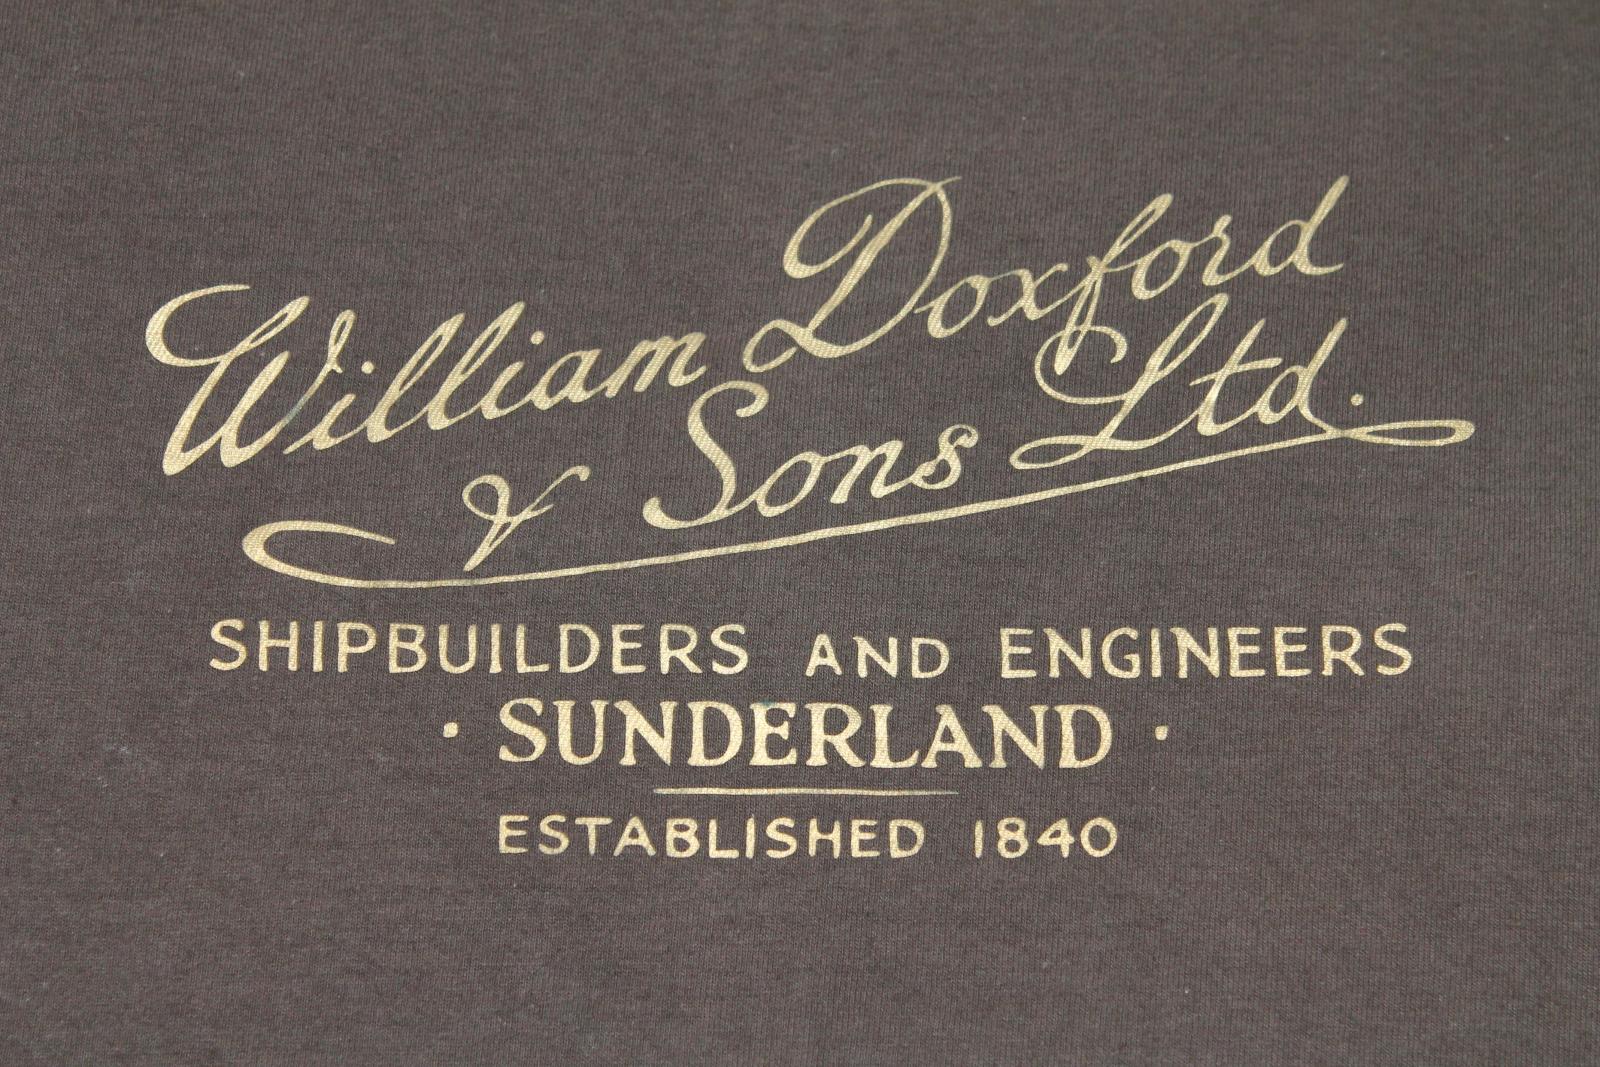 William Doxford
& Sons Ltd.
SHIPBUILDERS AND ENGINEERS
· SUNDERLAND ·
ESTABLISHED 1840